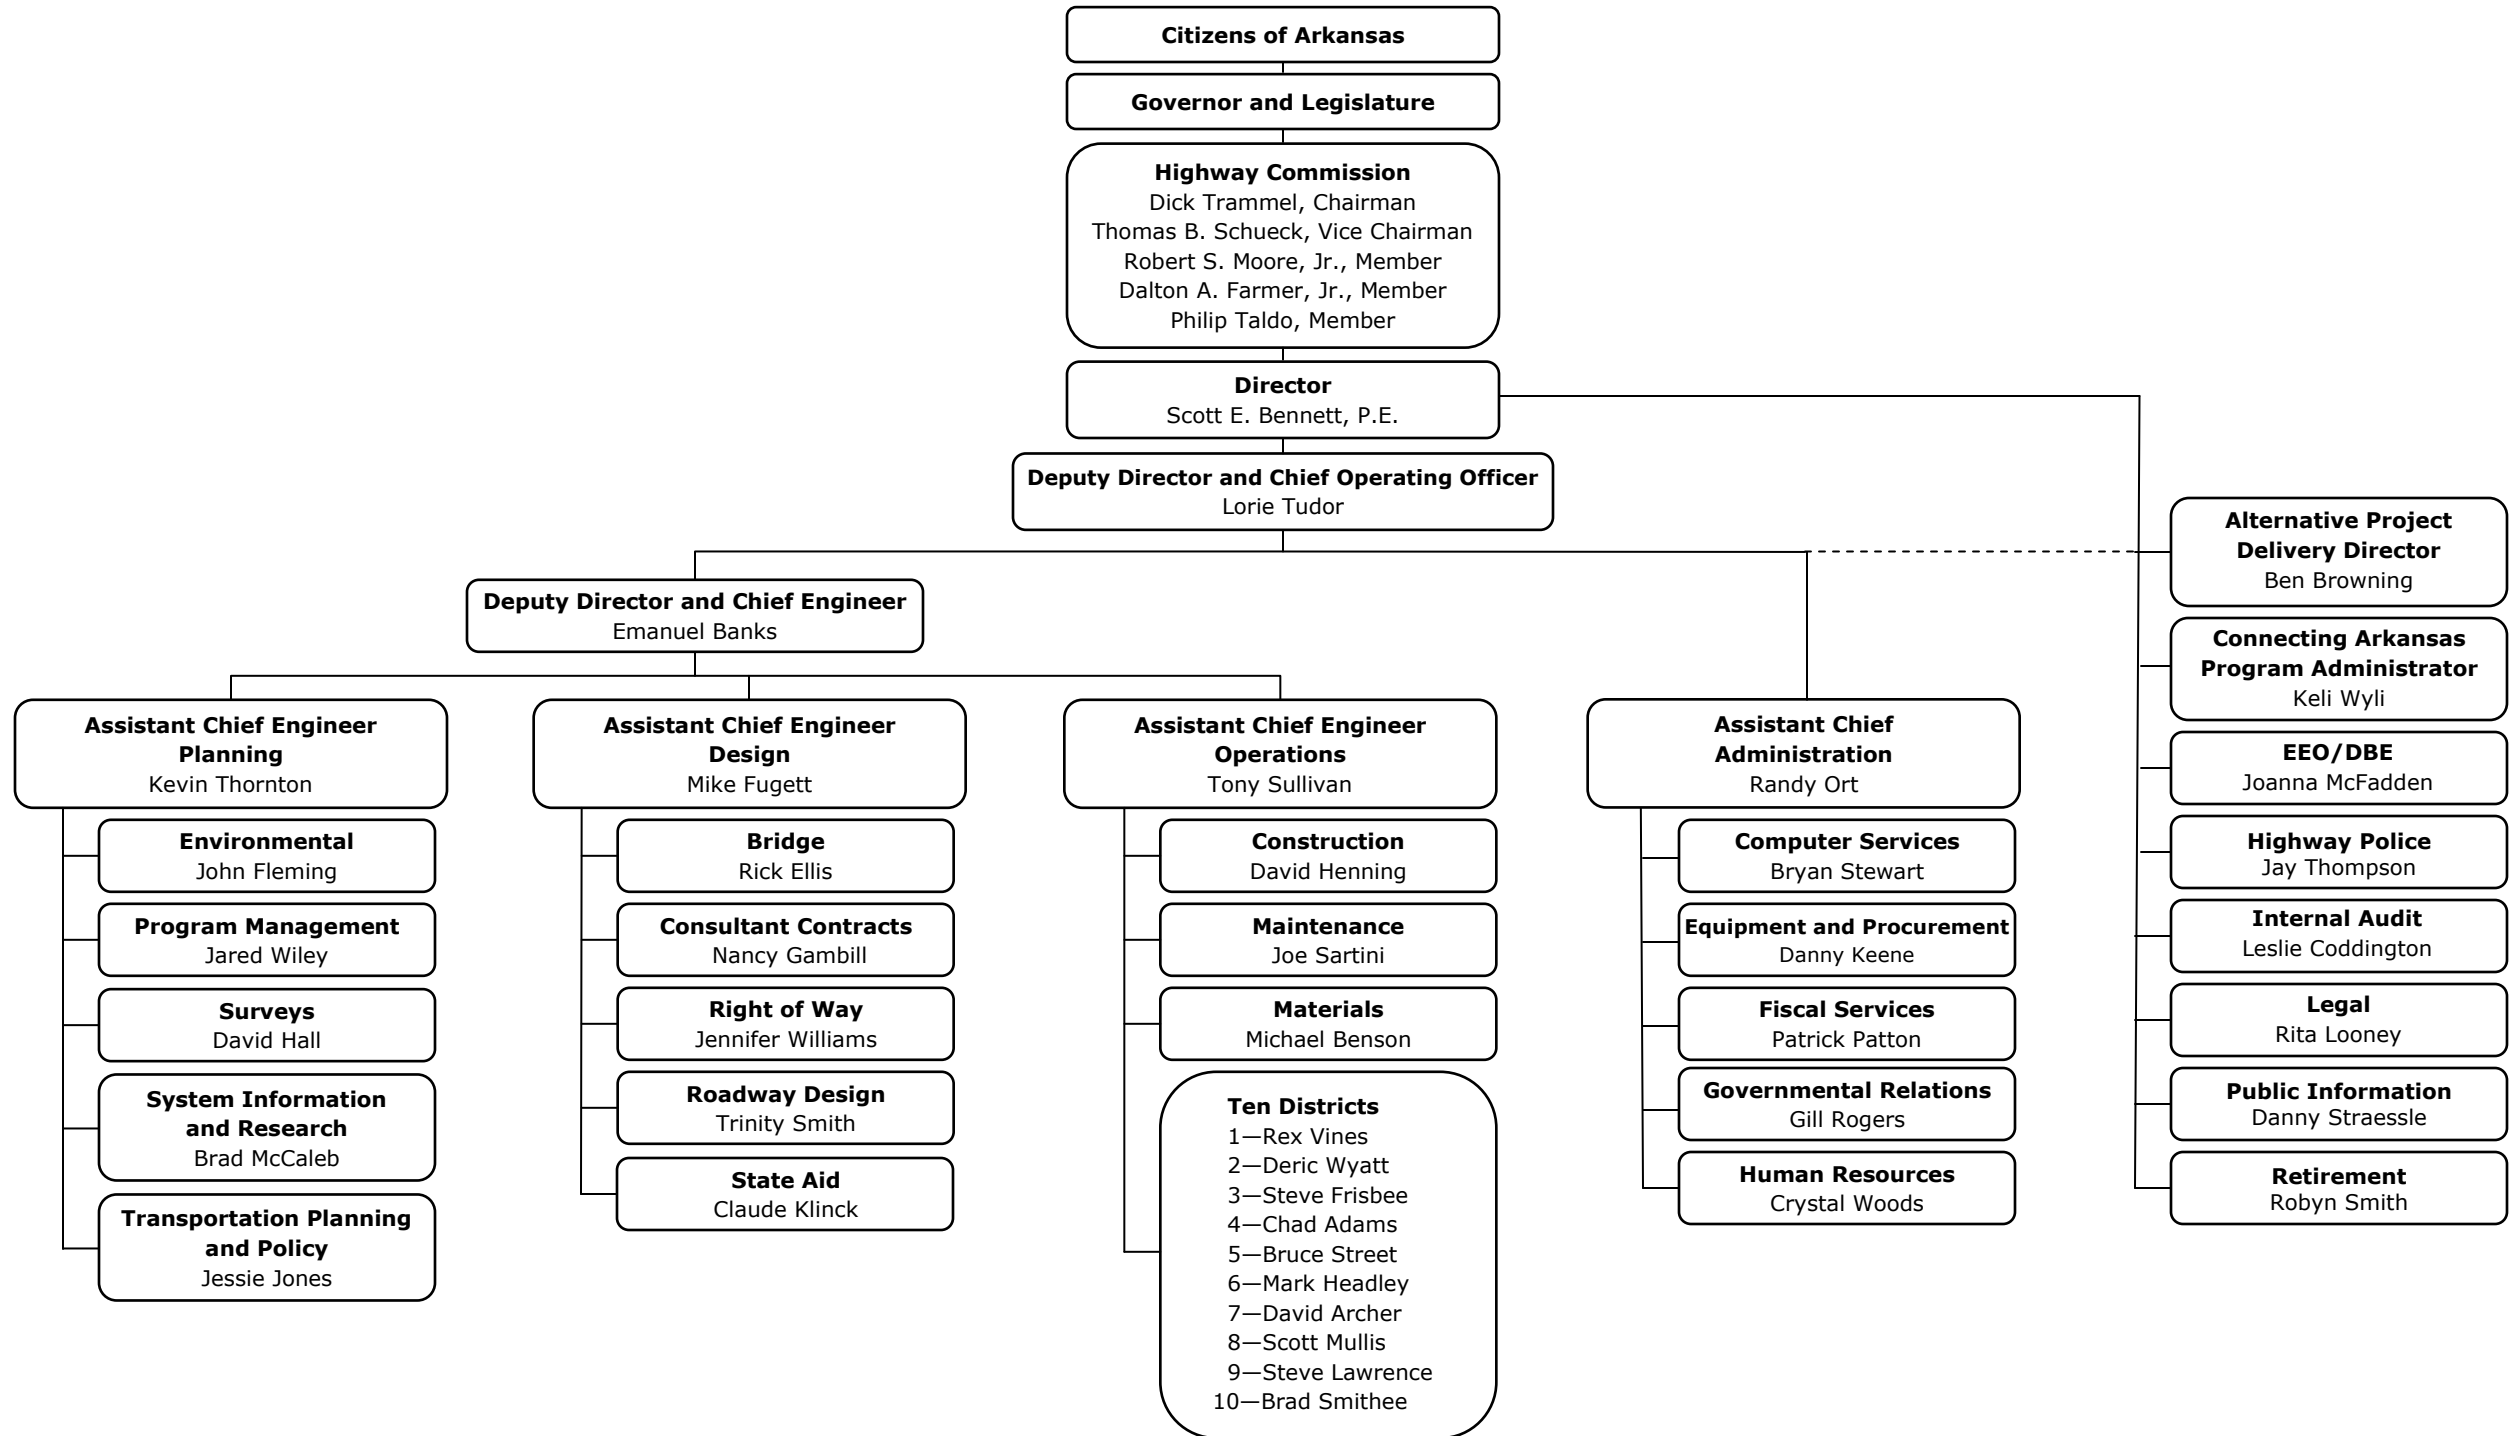 Citizens of Arkansas
Governor and Legislature
Highway Commission
Dick Trammel, Chairman
Thomas B. Schueck, Vice Chairman
Robert S. Moore, Jr., Member
Dalton A. Farmer, Jr., Member
Philip Taldo, Member
Director
Scott E. Bennett, P.E.
Deputy Director and Chief Operating Officer
Lorie Tudor
Deputy Director and Chief Engineer
Emanuel Banks
Assistant Chief Engineer
Planning
Kevin Thornton
Environmental
John Fleming
Program Management
Jared Wiley
Surveys
David Hall
System Information
and Research
Brad McCaleb
Transportation Planning
and Policy
Jessie Jones
Assistant Chief Engineer
Design
Mike Fugett
Bridge
Rick Ellis
Consultant Contracts
Nancy Gambill
Right of Way
Jennifer Williams
Roadway Design
Trinity Smith
State Aid
Claude Klinck
Assistant Chief Engineer
Operations
Tony Sullivan
Construction
David Henning
Maintenance
Joe Sartini
Materials
Michael Benson
Ten Districts
1—Rex Vines
2—Deric Wyatt
3—Steve Frisbee
4—Chad Adams
5—Bruce Street
6—Mark Headley
7—David Archer
8—Scott Mullis
9—Steve Lawrence
10—Brad Smithee
Assistant Chief
Administration
Randy Ort
Computer Services
Bryan Stewart
Equipment and Procurement
Danny Keene
Fiscal Services
Patrick Patton
Governmental Relations
Gill Rogers
Human Resources
Crystal Woods
Alternative Project
Delivery Director
Ben Browning
Connecting Arkansas
Program Administrator
Keli Wyli
EEO/DBE
Joanna McFadden
Highway Police
Jay Thompson
Internal Audit
Leslie Coddington
Legal
Rita Looney
Public Information
Danny Straessle
Retirement
Robyn Smith